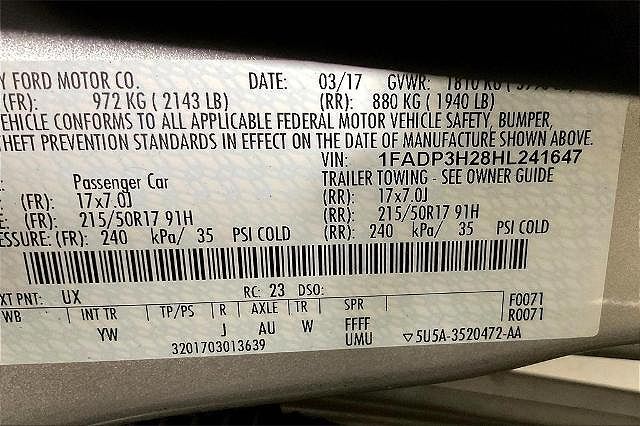 Y FORD MOTOR CO. DATE: 03/17 GVWR: 1810 KG
(FR): 972 KG ( 2143 LB) (RR): 880 KG ( 1940 LB)
EHICLE CONFORMS TO ALL APPLICABLE FEDERAL MOTOR VEHICLE SAFETY, BUMPER,
HEFT PREVENTION STANDARDS IN EFFECT ON THE DATE OF MANUFACTURE SHOWN ABOVE.
VIN: 1FADP3H28HL241647
Passenger Car TRAILER TOWING - SEE OWNER GUIDE
(FR): 17x7.0J (RR): 17x7.0J
(FR): 215/50R17 91H (RR): 215/50R17 91H
ESSURE: (FR): 240 kPa/ 35 PSI COLD (RR): 240 kPa/ 35 PSI COLD
XT PNT: UX RC: 23 DSO: F0071
WB INT TR TP/PS R AXLE TR SPR R0071
YW J AU W FFFF
UMU ▽5U5A-3520472-AA
3201703013639